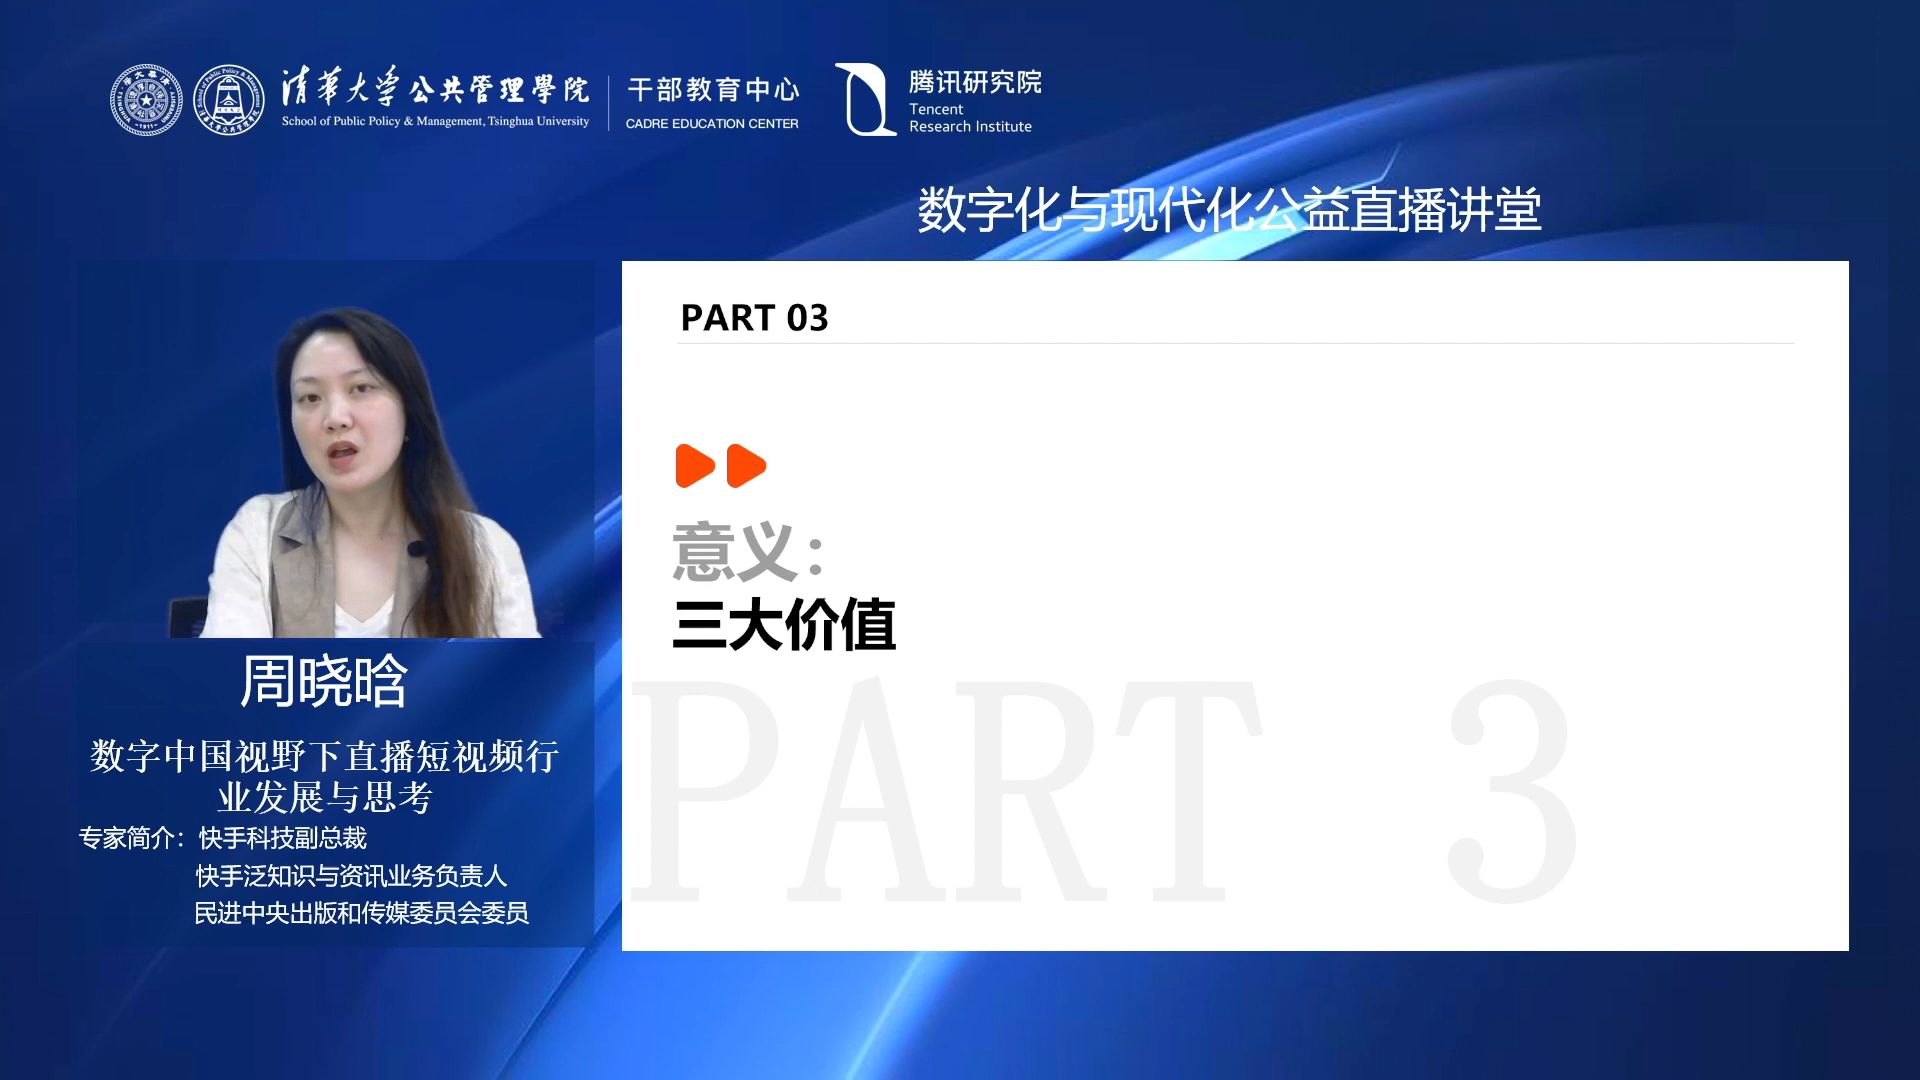 清華大学公共管理學院
School of Public Policy & Management, Tsinghua University
干部教育中心
CADRE EDUCATION CENTER
腾讯研究院
Tencent
Research Institute
数字化与现代化公益直播讲堂
PART 03
意义：
三大价值
PART 3
周晓晗
数字中国视野下直播短视频行
业发展与思考
专家简介：快手科技副总裁
快手泛知识与资讯业务负责人
民进中央出版和传媒委员会委员